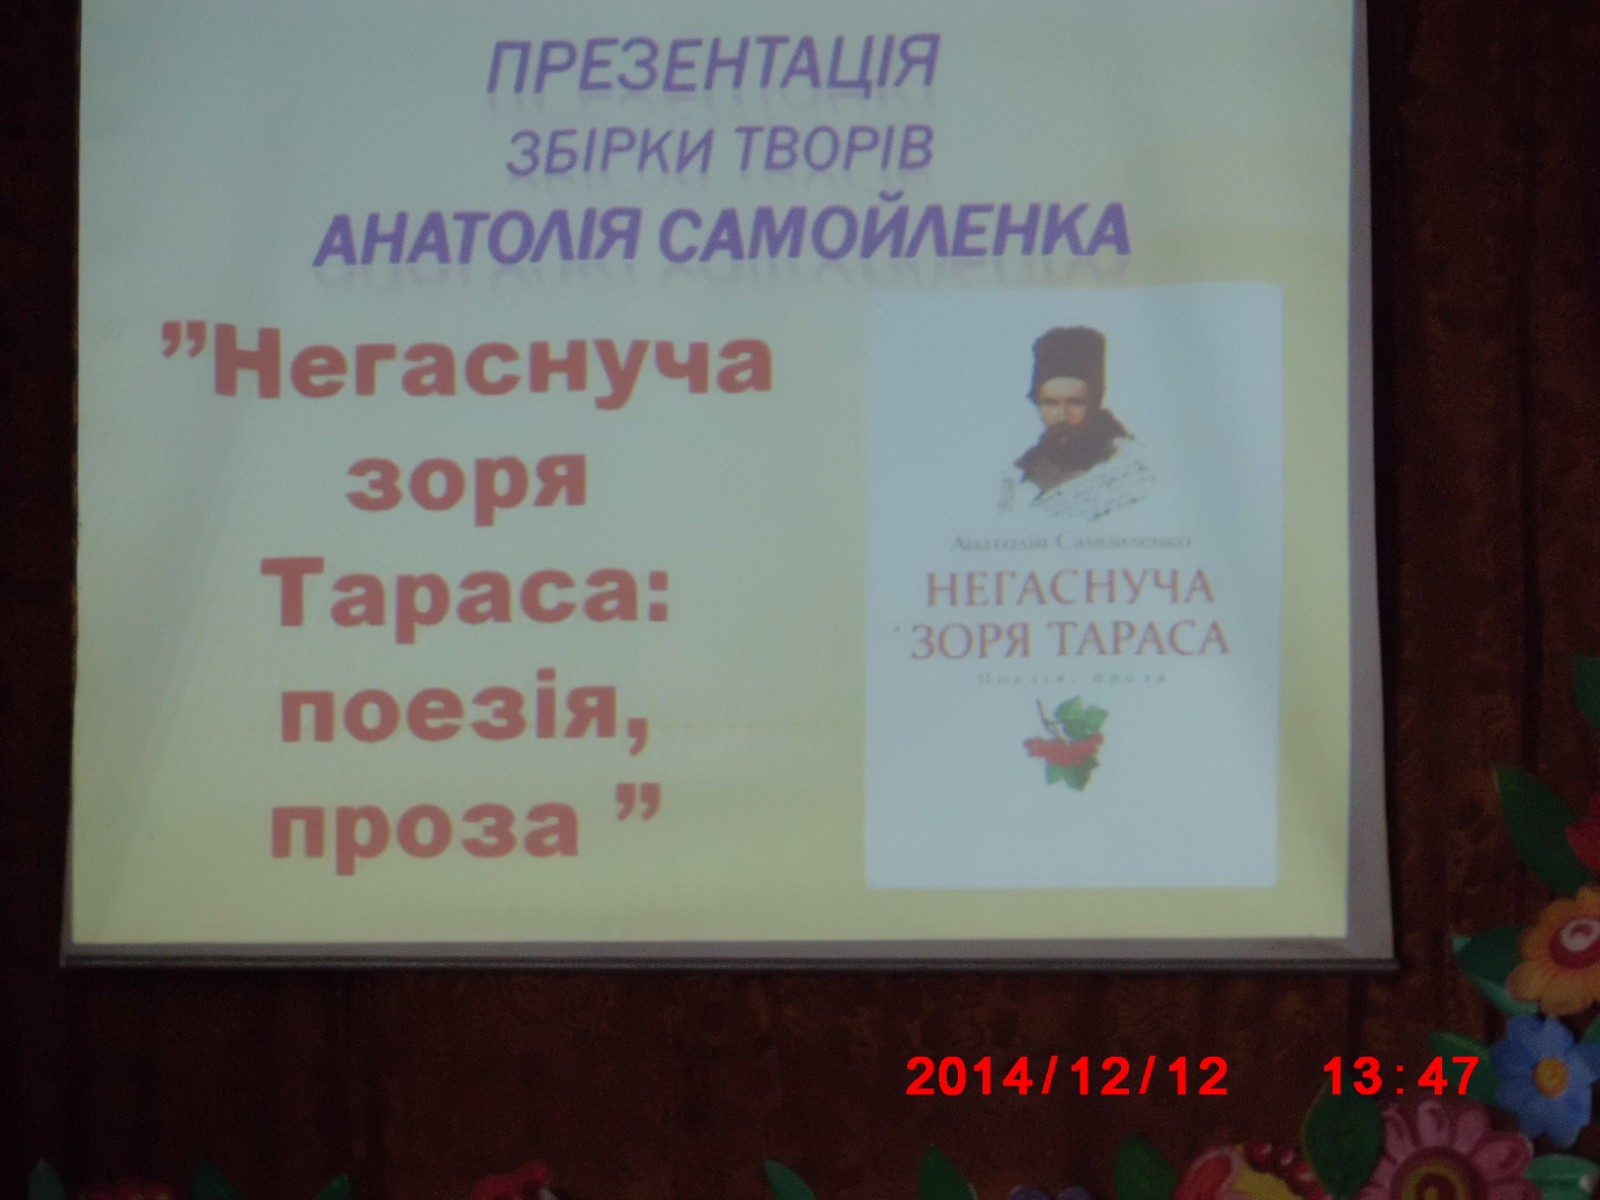 ПРЕЗЕНТАЦІЯ
ЗБІРКИ ТВОРІВ
АНАТОЛІЯ САМОЙЛЕНКА
”Негаснуча
зоря
Тараса:
поезія,
проза ”
Анатолій Самойленко
НЕГАСНУЧА
ЗОРЯ ТАРАСА
Поезія, проза
2014/12/12 13:47